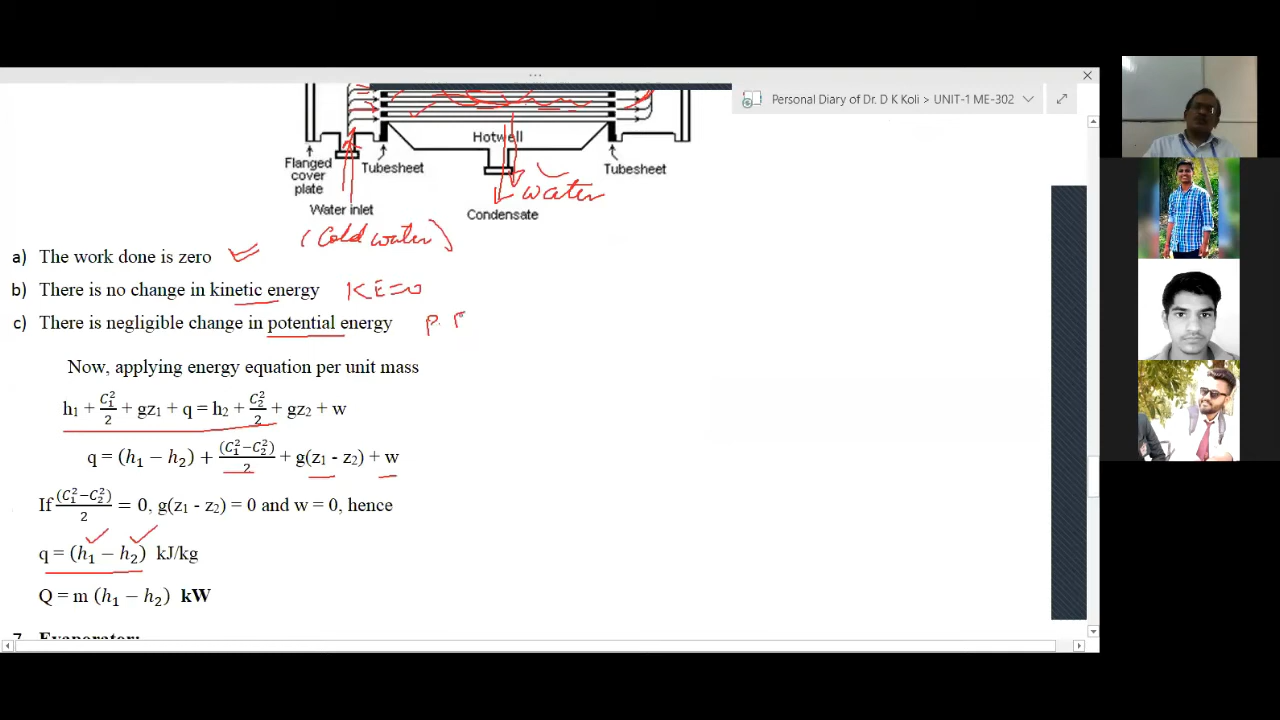 ...
Personal Diary of Dr. D K Koli > UNIT-1 ME-302
Hotwell
Flanged
cover
plate
Tubesheet
Tubesheet
water
Water inlet
Condensate
(Cold water)
a) The work done is zero
b) There is no change in kinetic energy KE=0
c) There is negligible change in potential energy P.
Now, applying energy equation per unit mass
h₁ + C₁²/2 + gz₁ + q = h₂ + C₂²/2 + gz₂ + w
q = (h₁ − h₂) + (C₁²−C₂²)/2 + g(z₁ - z₂) + w
If (C₁²−C₂²)/2 = 0, g(z₁ - z₂) = 0 and w = 0, hence
q = (h₁ − h₂) kJ/kg
Q = m (h₁ − h₂) kW
7. Evaporator: